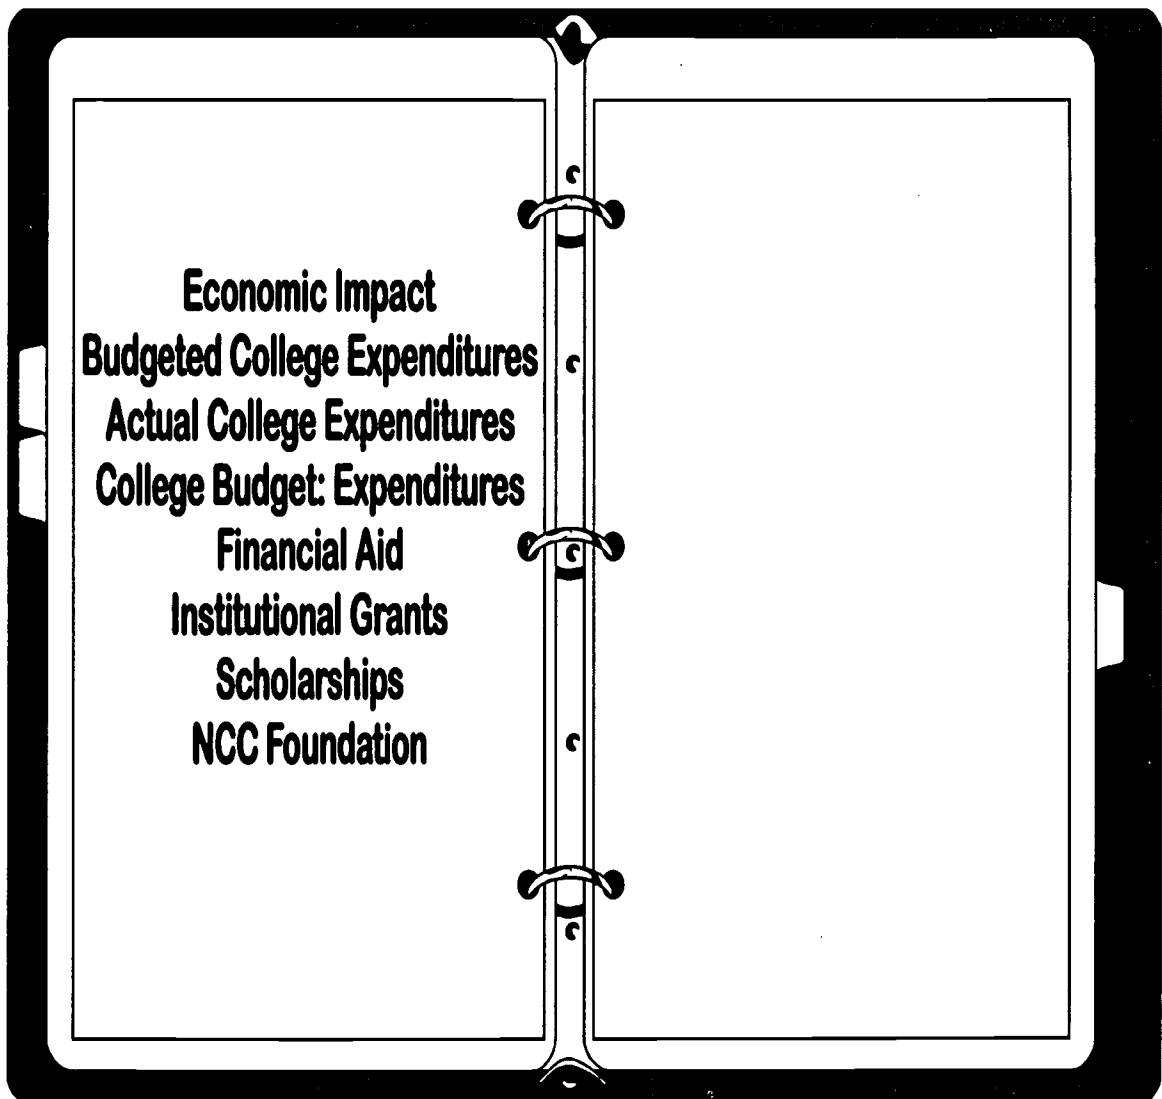 Economic Impact
Budgeted College Expenditures
Actual College Expenditures
College Budget: Expenditures
Financial Aid
Institutional Grants
Scholarships
NCC Foundation